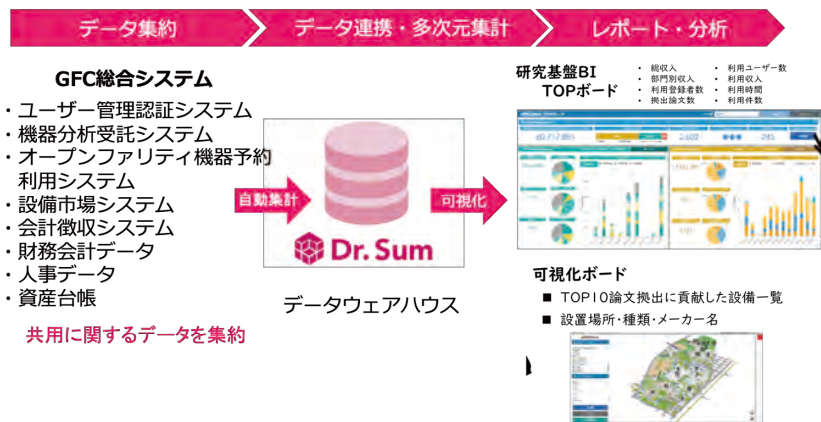 データ集約
データ連携・多次元集計
レポート・分析
GFC総合システム
・ユーザー管理認証システム
・機器分析受託システム
・オープンファリティ機器予約
利用システム
・設備市場システム
・会計徴収システム
・財務会計データ
・人事データ
・資産台帳
共用に関するデータを集約
自動集計
Dr. Sum
データウェアハウス
可視化
研究基盤BI
TOPボード
・ 総収入
・ 部門別収入
・ 利用登録者数
・ 拠出論文数
・ 利用ユーザー数
・ 利用収入
・ 利用時間
・ 利用件数
可視化ボード
■ TOP10論文拠出に貢献した設備一覧
■ 設置場所・種類・メーカー名